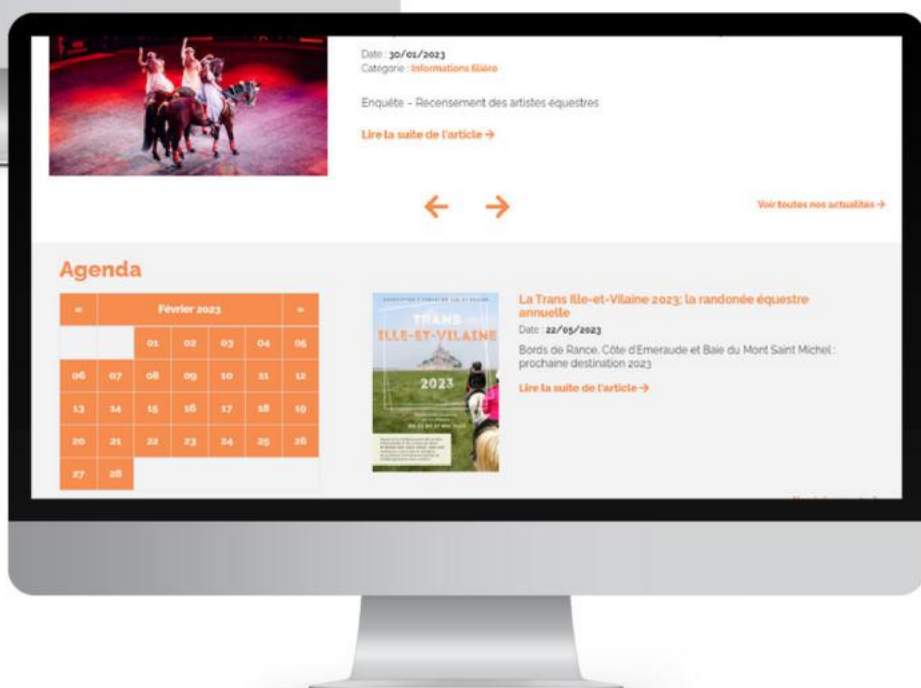 Date : 30/01/2023
Catégorie : Informations filière
Enquête – Recensement des artistes équestres
Lire la suite de l'article →
← →
Voir toutes nos actualités →
Agenda
« Février 2023 »
01 02 03 04 05
06 07 08 09 10 11 12
13 14 15 16 17 18 19
20 21 22 23 24 25 26
27 28
TRANS
ILLE-ET-VILAINE
2023
La Trans Ille-et-Vilaine 2023: la randonée équestre
annuelle
Date : 22/05/2023
Bords de Rance, Côte d'Emeraude et Baie du Mont Saint Michel :
prochaine destination 2023
Lire la suite de l'article →